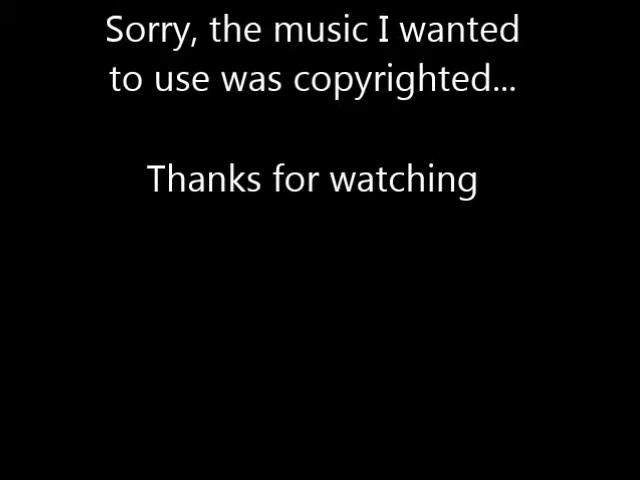 Sorry, the music I wanted
to use was copyrighted...
Thanks for watching